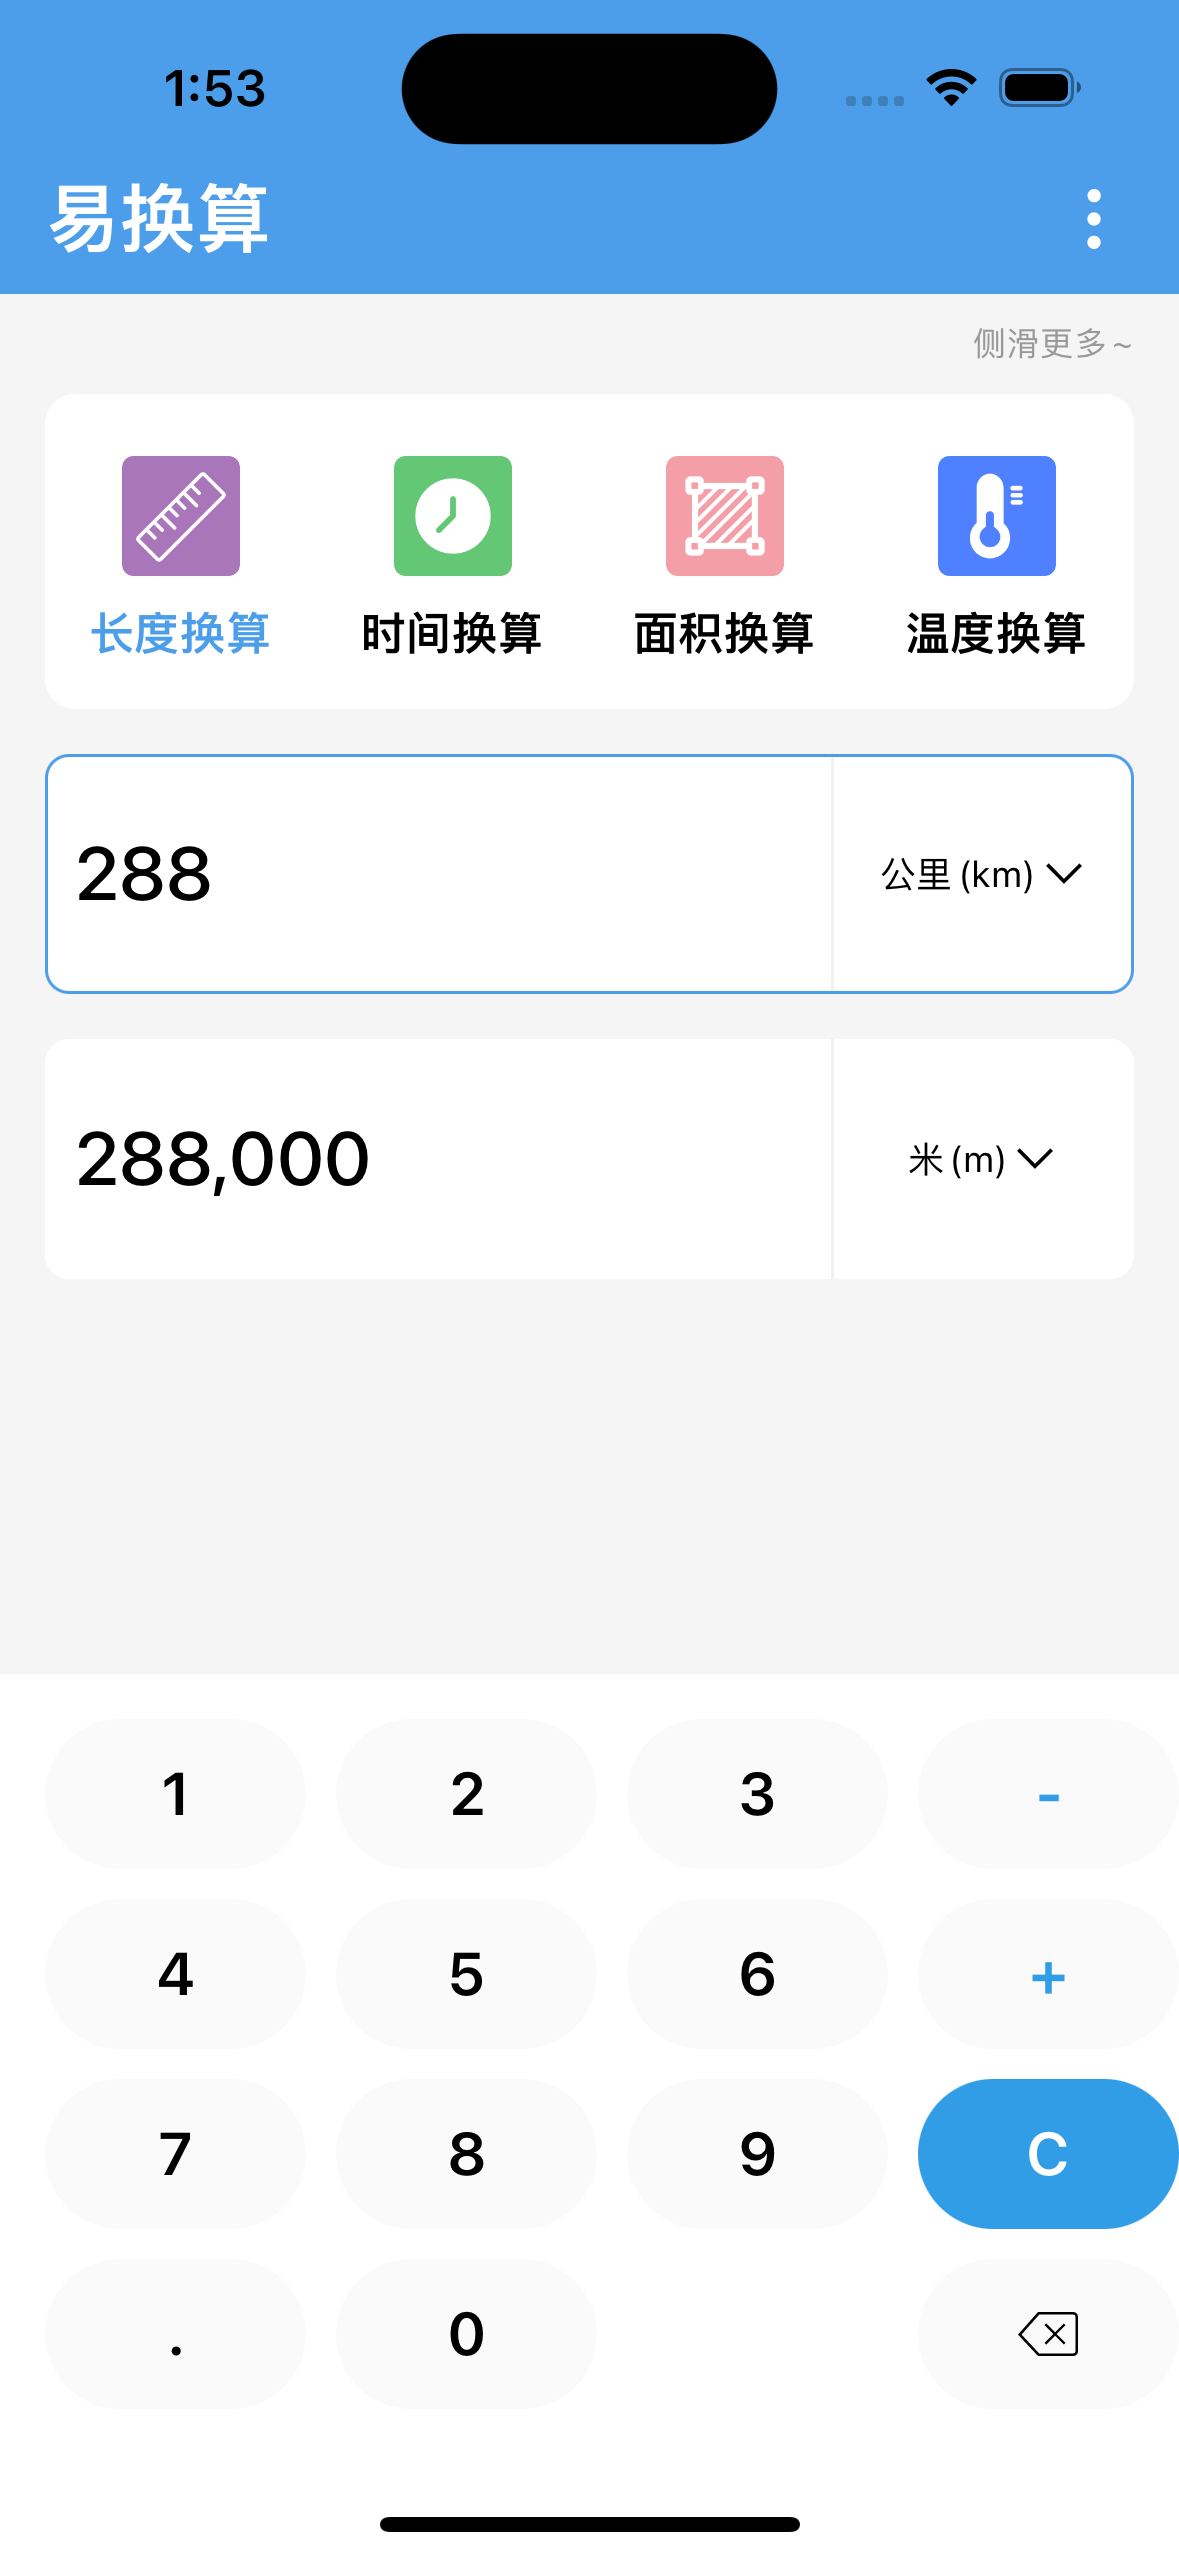 1:53
易换算
侧滑更多~
长度换算 时间换算 面积换算 温度换算
288 公里 (km)
288,000 米 (m)
1 2 3 -
4 5 6 +
7 8 9 C
. 0